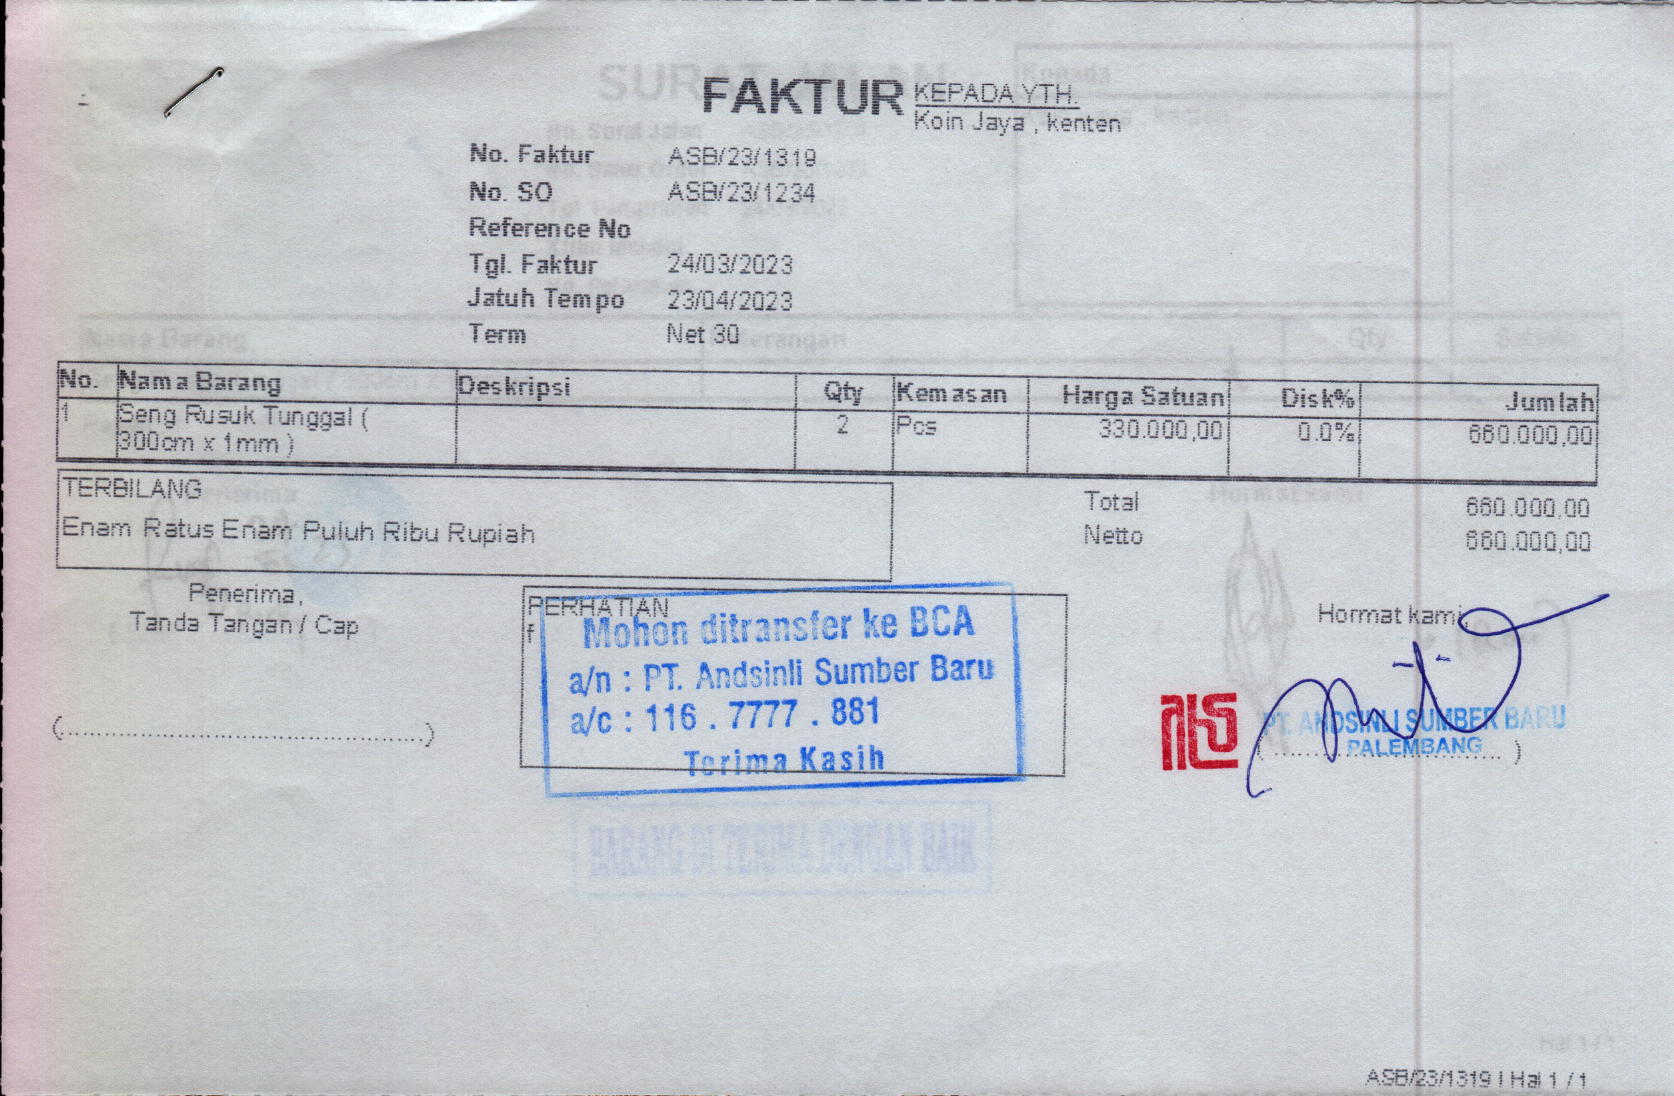 FAKTUR
KEPADA YTH.
Koin Jaya , kenten
No. Faktur ASB/23/1319
No. SO ASB/23/1234
Reference No
Tgl. Faktur 24/03/2023
Jatuh Tempo 23/04/2023
Term Net 30
No. Nama Barang Deskripsi Qty Kemasan Harga Satuan Disk% Jumlah
1 Seng Rusuk Tunggal ( 2 Pcs 330.000,00 0.0% 660.000,00
300cm x 1mm )
TERBILANG
Enam Ratus Enam Puluh Ribu Rupiah
Total 660.000,00
Netto 660.000,00
Penerima,
Tanda Tangan / Cap
(........................................)
PERHATIAN
f
Mohon ditransfer ke BCA
a/n : PT. Andsinli Sumber Baru
a/c : 116 . 7777 . 881
Terima Kasih
Hormat kami,
PT. ANDSINLI SUMBER BARU
PALEMBANG
BARANG DI TERIMA DENGAN BAIK
ASB/23/1319 | Hal 1 / 1